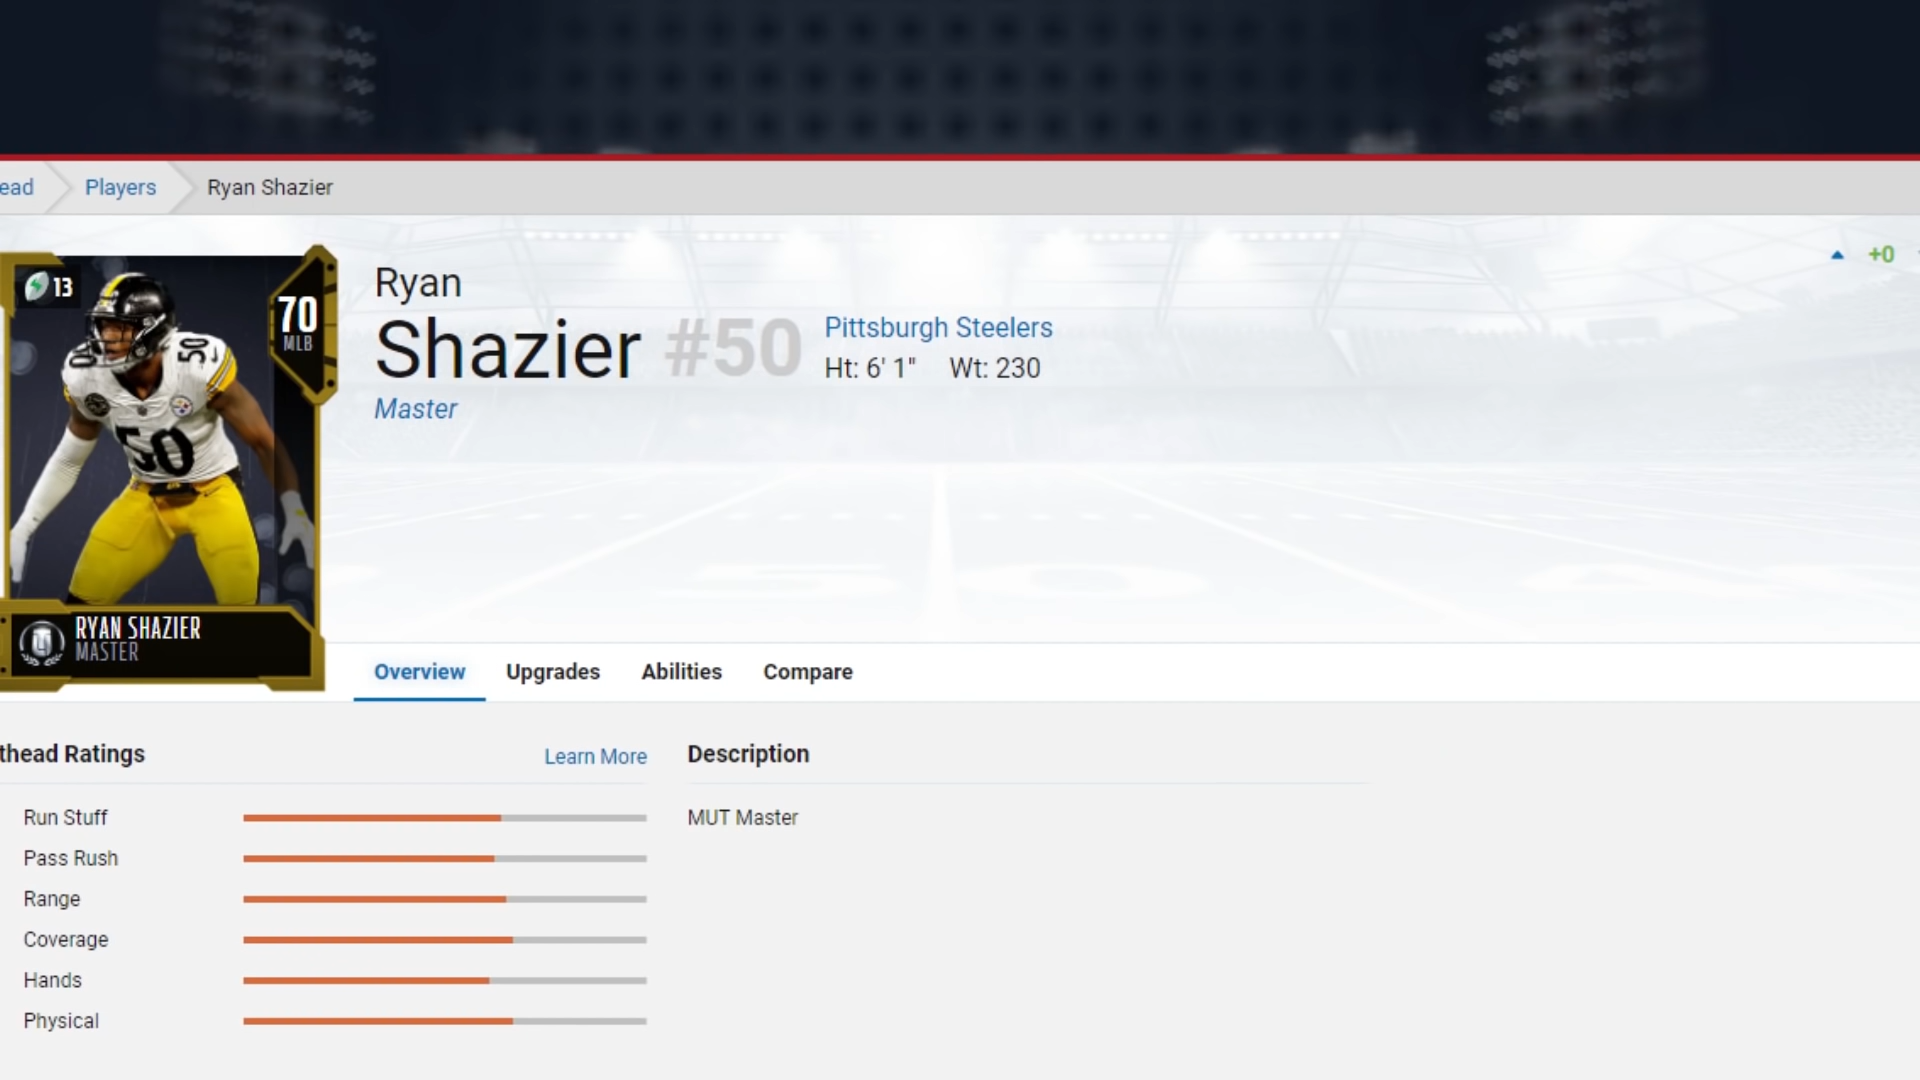 ead
Players
Ryan Shazier
13
70
MLB
50
50
RYAN SHAZIER
MASTER
Ryan
Shazier #50
Master
Pittsburgh Steelers
Ht: 6' 1" Wt: 230
+0
Overview
Upgrades
Abilities
Compare
thead Ratings
Learn More
Run Stuff
Pass Rush
Range
Coverage
Hands
Physical
Description
MUT Master